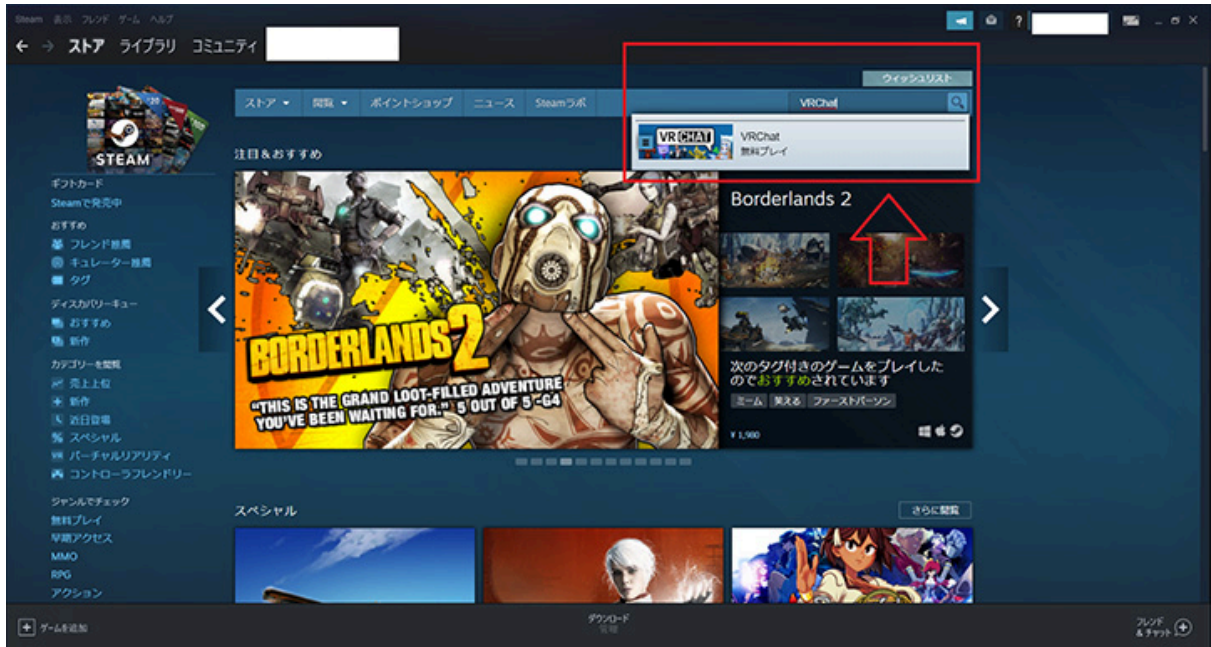 Steam 表示 フレンド ゲーム ヘルプ
ストア ライブラリ コミュニティ
?
ウィッシュリスト
ストア 閲覧 ポイントショップ ニュース Steamラボ
VRChat
VRCHAT
VRChat
無料プレイ
STEAM
ギフトカード
Steamで発売中
おすすめ
フレンド推薦
キュレーター推薦
タグ
ディスカバリーキュー
おすすめ
新作
カテゴリーを閲覧
売上上位
新作
近日登場
スペシャル
バーチャルリアリティ
コントローラフレンドリー
ジャンルでチェック
無料プレイ
早期アクセス
MMO
RPG
アクション
注目&おすすめ
BORDERLANDS 2
"THIS IS THE GRAND LOOT-FILLED ADVENTURE
YOU'VE BEEN WAITING FOR." 5 OUT OF 5 -G4
Borderlands 2
次のタグ付きのゲームをプレイした
のでおすすめされています
ミーム 笑える ファーストパーソン
¥ 1,980
スペシャル
さらに閲覧
ゲームを追加
ダウンロード
管理
フレンド
& チャット